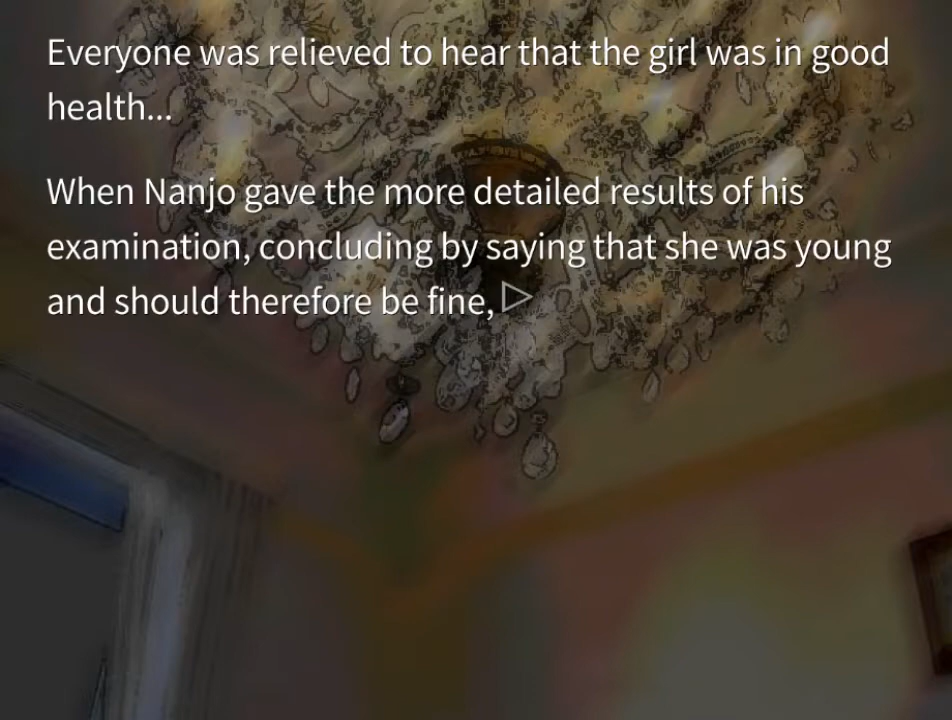 Everyone was relieved to hear that the girl was in good
health...
When Nanjo gave the more detailed results of his
examination, concluding by saying that she was young
and should therefore be fine,